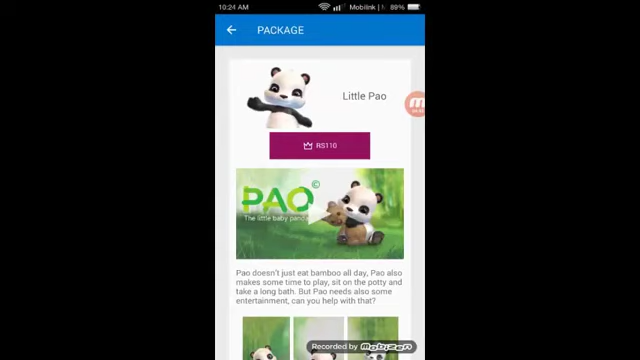 10:24 AM Mobilink | 89%
PACKAGE
Little Pao
RS110
PAO©
The little baby panda
Pao doesn't just eat bamboo all day, Pao also
makes some time to play, sit on the potty and
take a long bath. But Pao needs also some
entertainment, can you help with that?
Recorded by mobizen